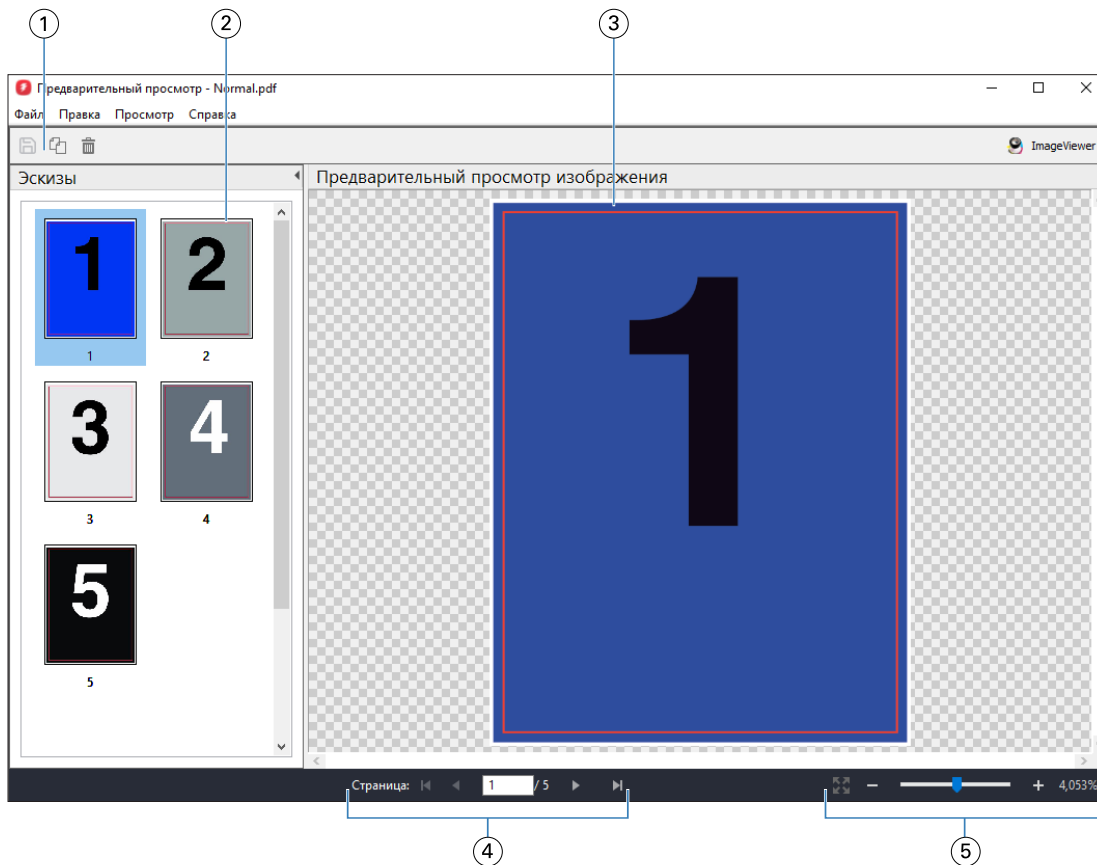 1 2 3
Предварительный просмотр - Normal.pdf
Файл Правка Просмотр Справка
ImageViewer
Эскизы
Предварительный просмотр изображения
1 2
1 2
3 4
3 4
5
5
1
Страница: 1 / 5 4,053%
4 5